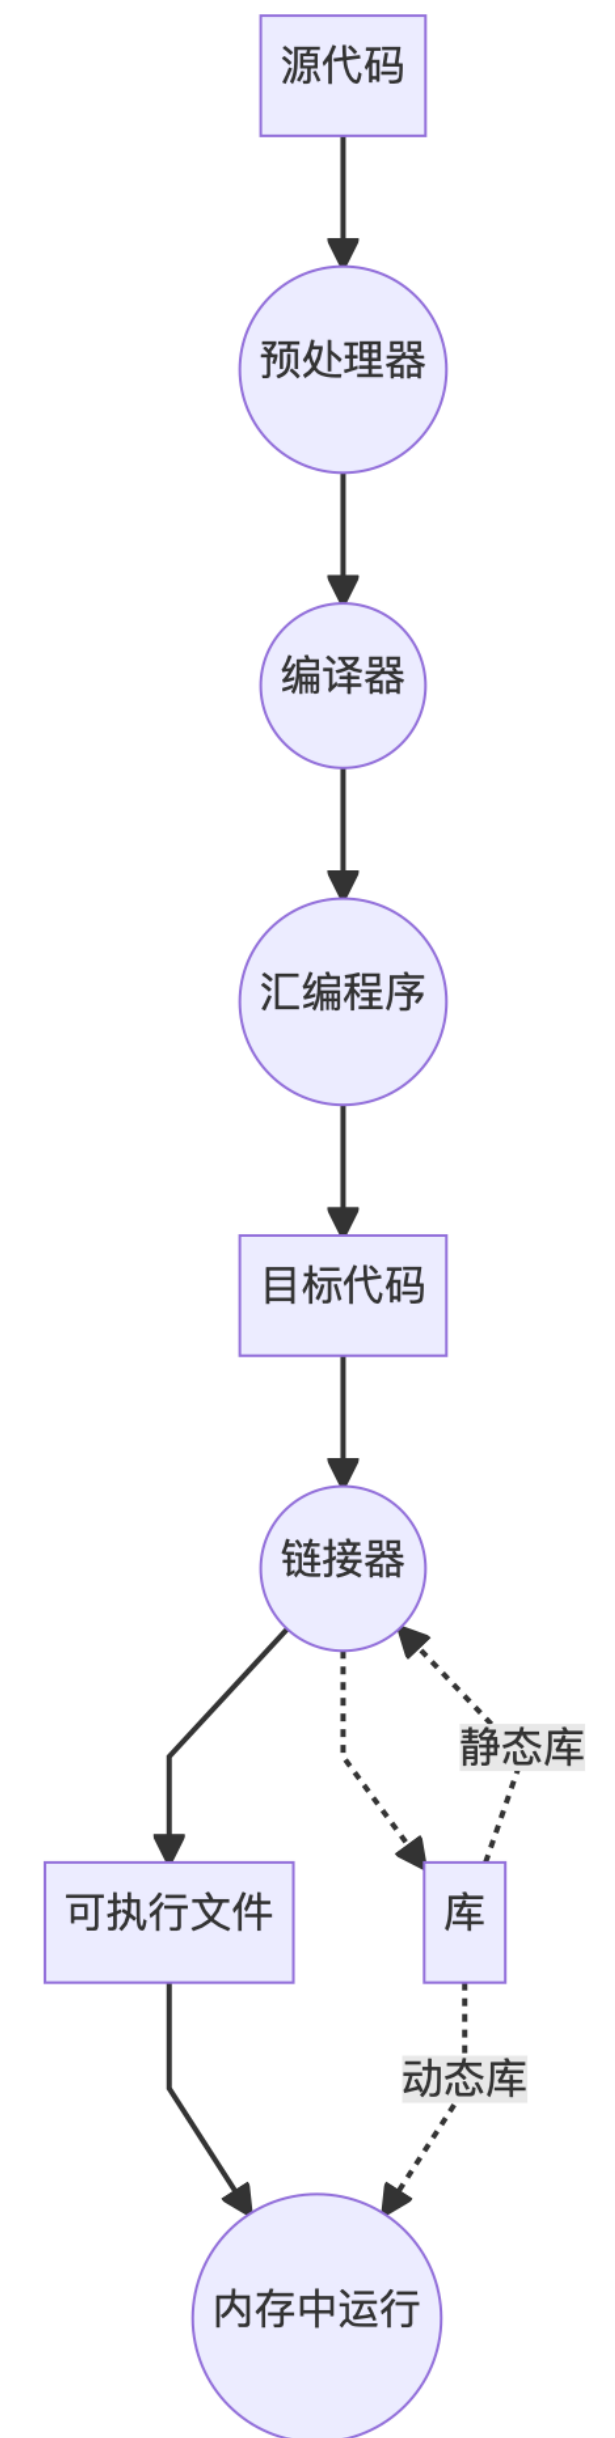 源代码
预处理器
编译器
汇编程序
目标代码
链接器
静态库
可执行文件
库
动态库
内存中运行